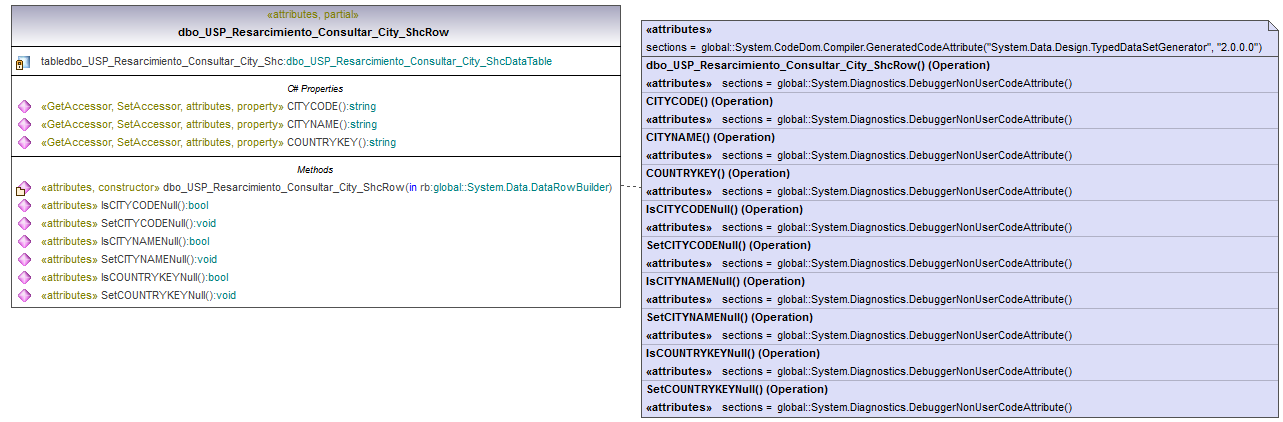 «attributes, partial»
dbo_USP_Resarcimiento_Consultar_City_ShcRow
tabledbo_USP_Resarcimiento_Consultar_City_Shc:dbo_USP_Resarcimiento_Consultar_City_ShcDataTable
C# Properties
«GetAccessor, SetAccessor, attributes, property» CITYCODE():string
«GetAccessor, SetAccessor, attributes, property» CITYNAME():string
«GetAccessor, SetAccessor, attributes, property» COUNTRYKEY():string
Methods
«attributes, constructor» dbo_USP_Resarcimiento_Consultar_City_ShcRow(in rb:global::System.Data.DataRowBuilder)
«attributes» IsCITYCODENull():bool
«attributes» SetCITYCODENull():void
«attributes» IsCITYNAMENull():bool
«attributes» SetCITYNAMENull():void
«attributes» IsCOUNTRYKEYNull():bool
«attributes» SetCOUNTRYKEYNull():void
«attributes»
sections = global::System.CodeDom.Compiler.GeneratedCodeAttribute("System.Data.Design.TypedDataSetGenerator", "2.0.0.0")
dbo_USP_Resarcimiento_Consultar_City_ShcRow() (Operation)
«attributes» sections = global::System.Diagnostics.DebuggerNonUserCodeAttribute()
CITYCODE() (Operation)
«attributes» sections = global::System.Diagnostics.DebuggerNonUserCodeAttribute()
CITYNAME() (Operation)
«attributes» sections = global::System.Diagnostics.DebuggerNonUserCodeAttribute()
COUNTRYKEY() (Operation)
«attributes» sections = global::System.Diagnostics.DebuggerNonUserCodeAttribute()
IsCITYCODENull() (Operation)
«attributes» sections = global::System.Diagnostics.DebuggerNonUserCodeAttribute()
SetCITYCODENull() (Operation)
«attributes» sections = global::System.Diagnostics.DebuggerNonUserCodeAttribute()
IsCITYNAMENull() (Operation)
«attributes» sections = global::System.Diagnostics.DebuggerNonUserCodeAttribute()
SetCITYNAMENull() (Operation)
«attributes» sections = global::System.Diagnostics.DebuggerNonUserCodeAttribute()
IsCOUNTRYKEYNull() (Operation)
«attributes» sections = global::System.Diagnostics.DebuggerNonUserCodeAttribute()
SetCOUNTRYKEYNull() (Operation)
«attributes» sections = global::System.Diagnostics.DebuggerNonUserCodeAttribute()